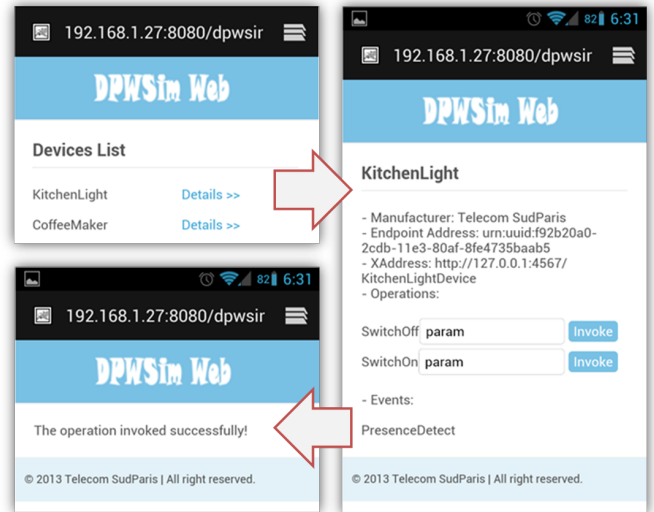 192.168.1.27:8080/dpwsir
DPWSim Web
Devices List
KitchenLight Details >>
CoffeeMaker Details >>
82 6:31
192.168.1.27:8080/dpwsir
DPWSim Web
KitchenLight
- Manufacturer: Telecom SudParis
- Endpoint Address: urn:uuid:f92b20a0-
2cdb-11e3-80af-8fe4735baab5
- XAddress: http://127.0.0.1:4567/
KitchenLightDevice
- Operations:
SwitchOff param Invoke
SwitchOn param Invoke
- Events:
PresenceDetect
© 2013 Telecom SudParis | All right reserved.
82 6:31
192.168.1.27:8080/dpwsir
DPWSim Web
The operation invoked successfully!
© 2013 Telecom SudParis | All right reserved.